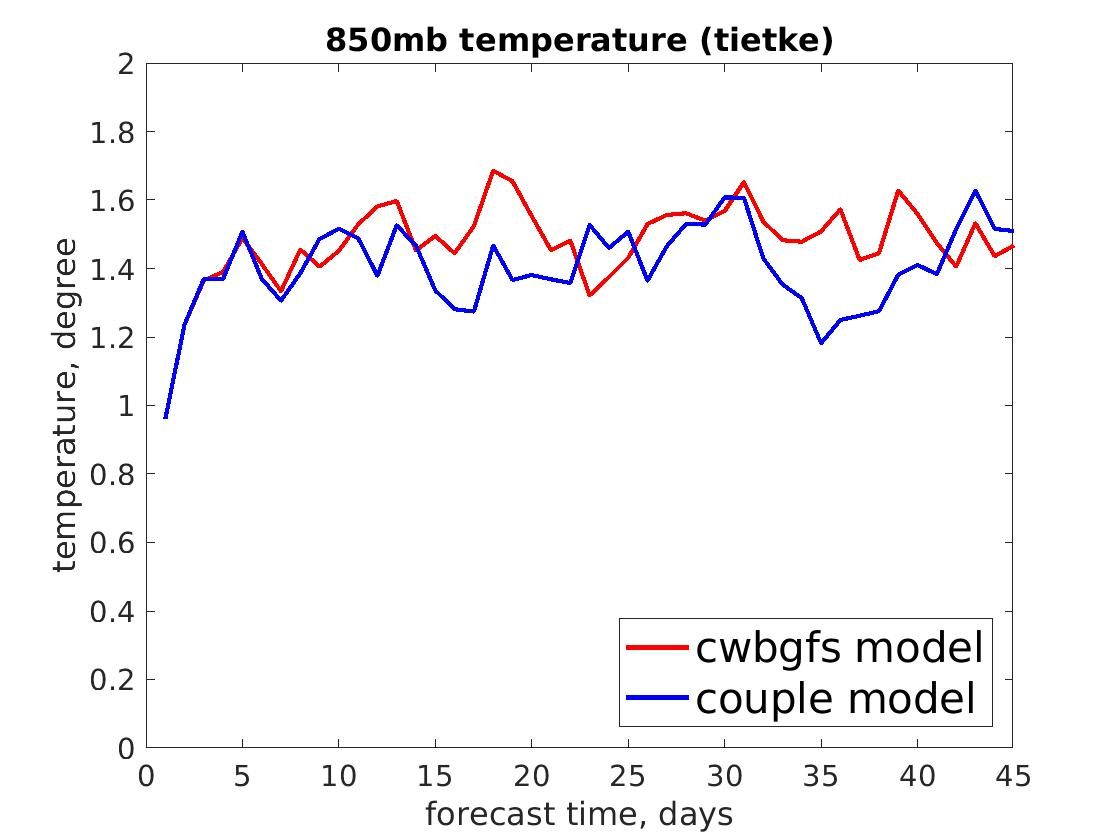 850mb temperature (tietke)
2
1.8
1.6
1.4
1.2
1
0.8
0.6
0.4
0.2
0
temperature, degree
cwbgfs model
couple model
0 5 10 15 20 25 30 35 40 45
forecast time, days